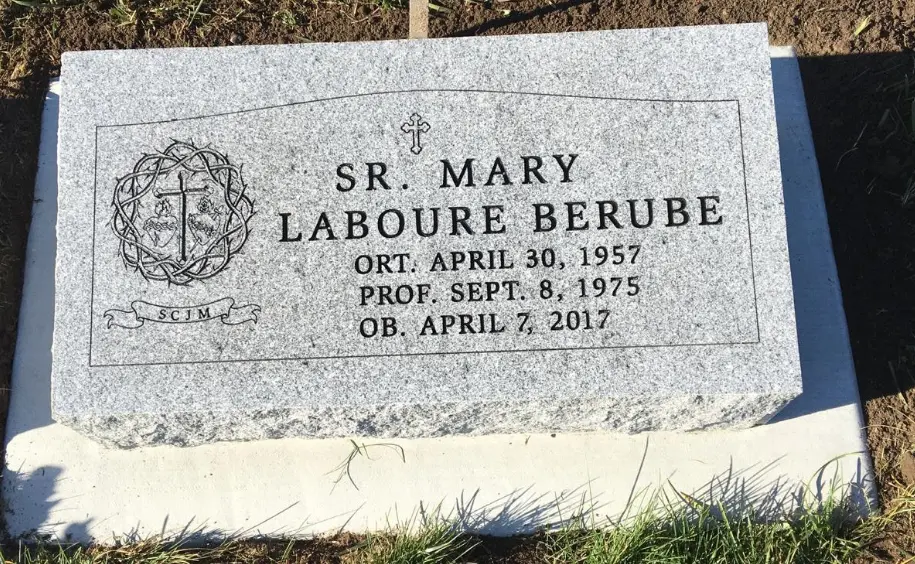 SR. MARY
LABOURE BERUBE
ORT. APRIL 30, 1957
PROF. SEPT. 8, 1975
OB. APRIL 7, 2017
SCJM